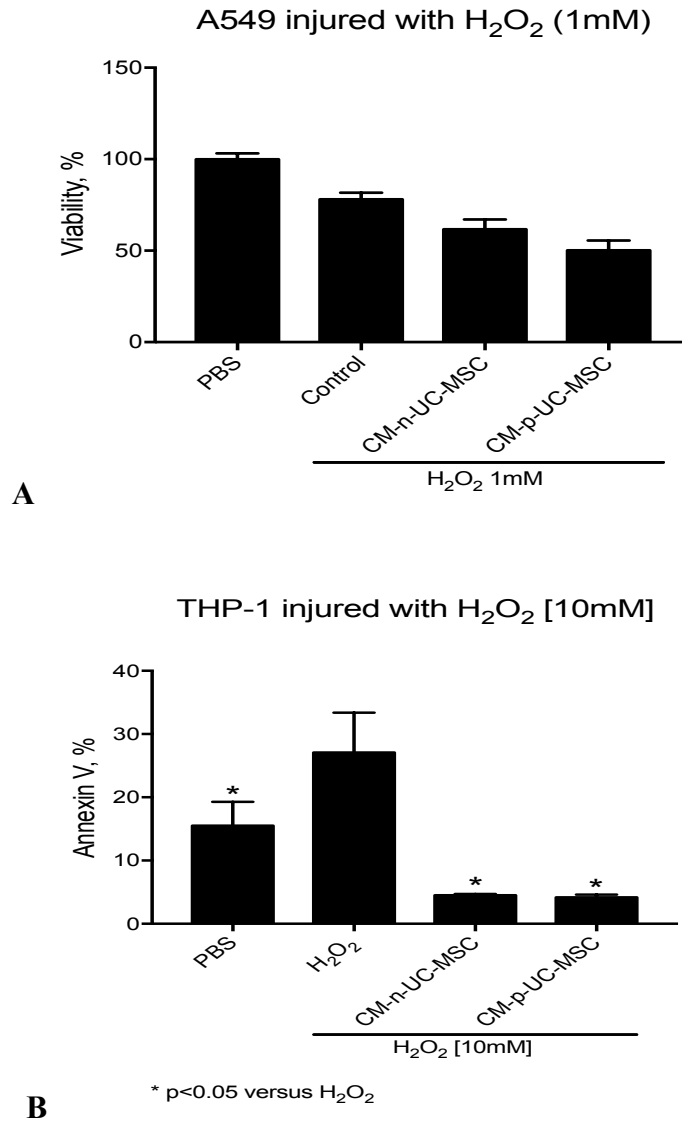 A549 injured with H₂O₂ (1mM)
150
100
50
0
Viability, %
PBS
Control
CM-n-UC-MSC
CM-p-UC-MSC
H₂O₂ 1mM
A
THP-1 injured with H₂O₂ [10mM]
40
30
20
10
0
Annexin V, %
*
*
*
PBS
H₂O₂
CM-n-UC-MSC
CM-p-UC-MSC
H₂O₂ [10mM]
* p<0.05 versus H₂O₂
B